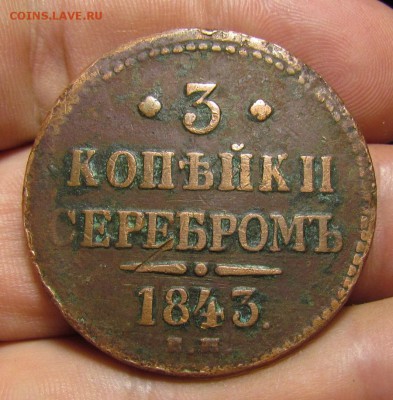 COINS.LAVE.RU
3
КОПѢЙКИ
СЕРЕБРОМЪ
1843.